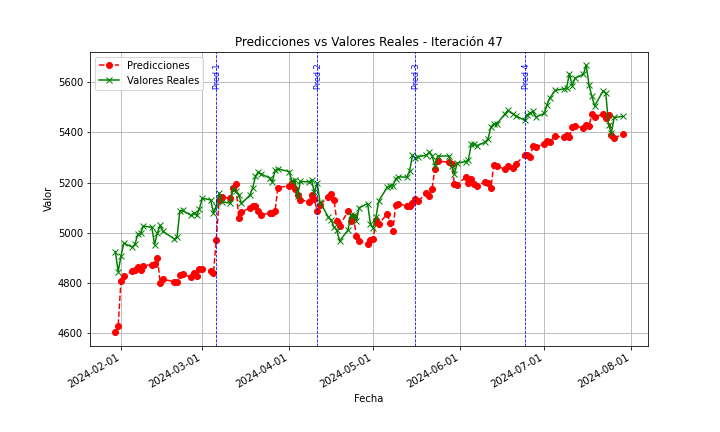 Predicciones vs Valores Reales - Iteración 47
Predicciones
Valores Reales
Pred 1
Pred 2
Pred 3
Pred 4
5600
5400
5200
5000
4800
4600
Valor
2024-02-01
2024-03-01
2024-04-01
2024-05-01
2024-06-01
2024-07-01
2024-08-01
Fecha